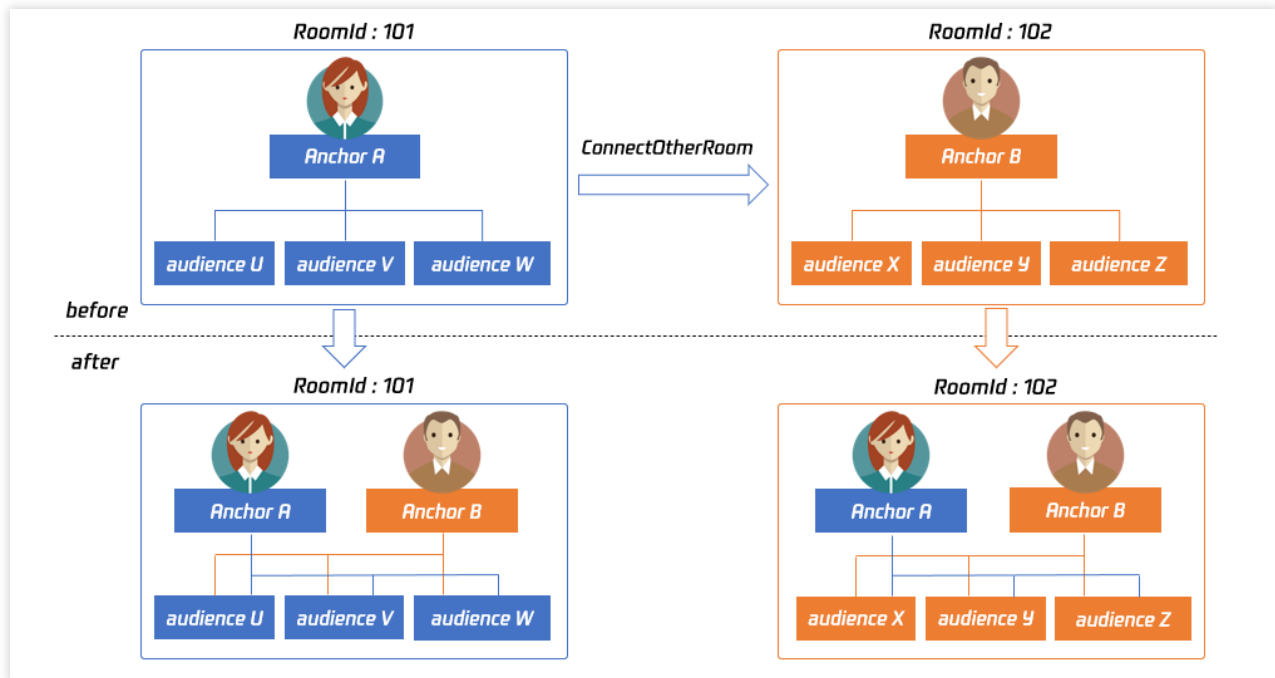 RoomId : 101
RoomId : 102
Anchor A
ConnectOtherRoom
Anchor B
audience U
audience V
audience W
audience X
audience Y
audience Z
before
after
RoomId : 101
RoomId : 102
Anchor A
Anchor B
Anchor A
Anchor B
audience U
audience V
audience W
audience X
audience Y
audience Z